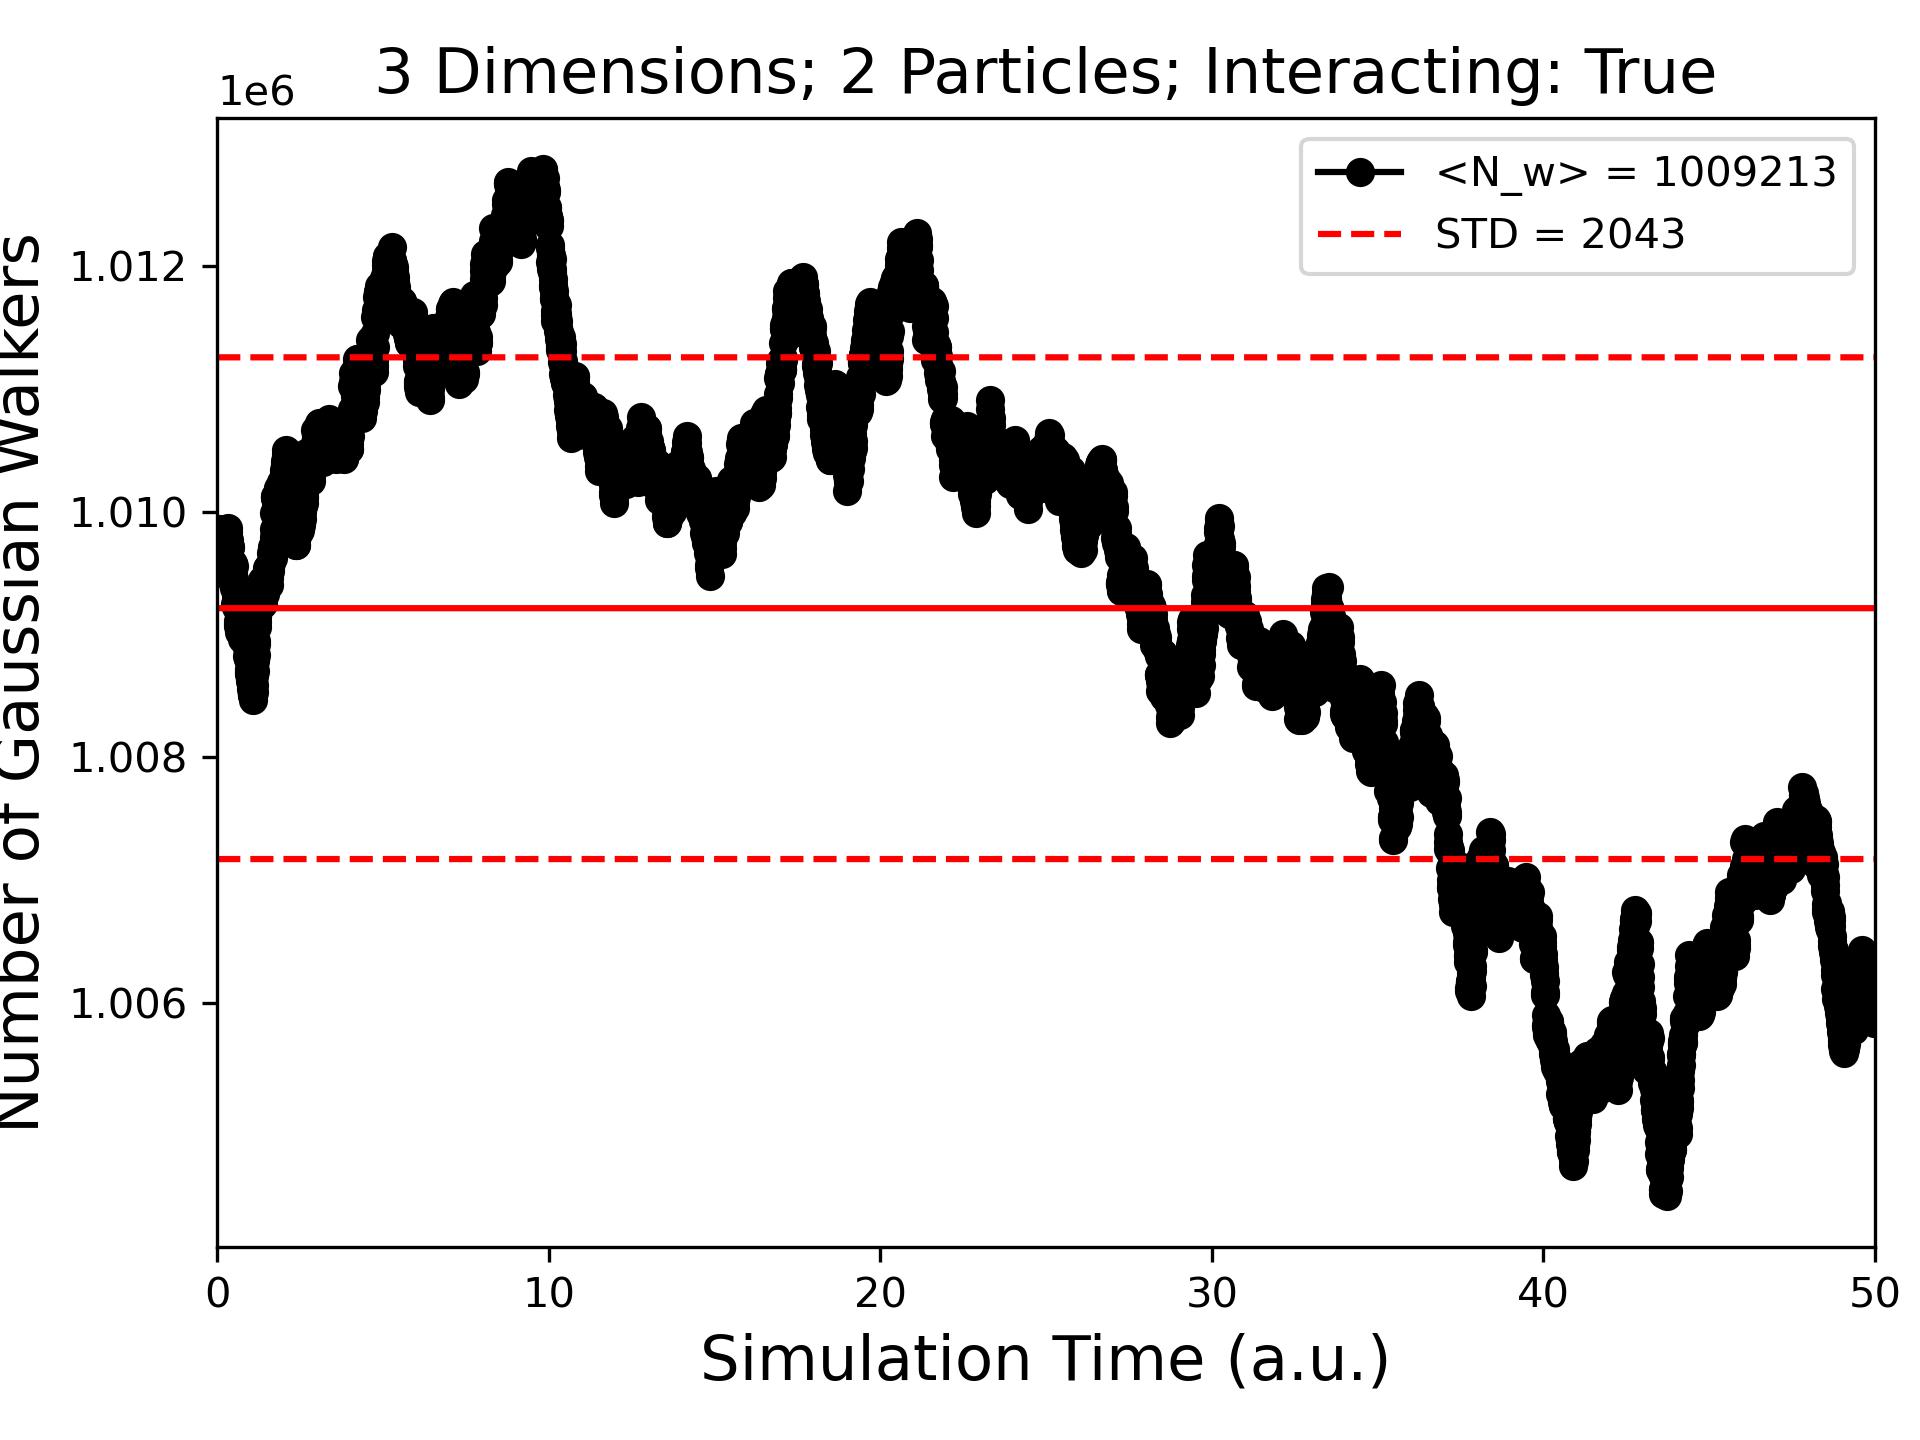 3 Dimensions; 2 Particles; Interacting: True
1e6
<N_w> = 1009213
STD = 2043
Number of Gaussian Walkers
1.012
1.010
1.008
1.006
0 10 20 30 40 50
Simulation Time (a.u.)